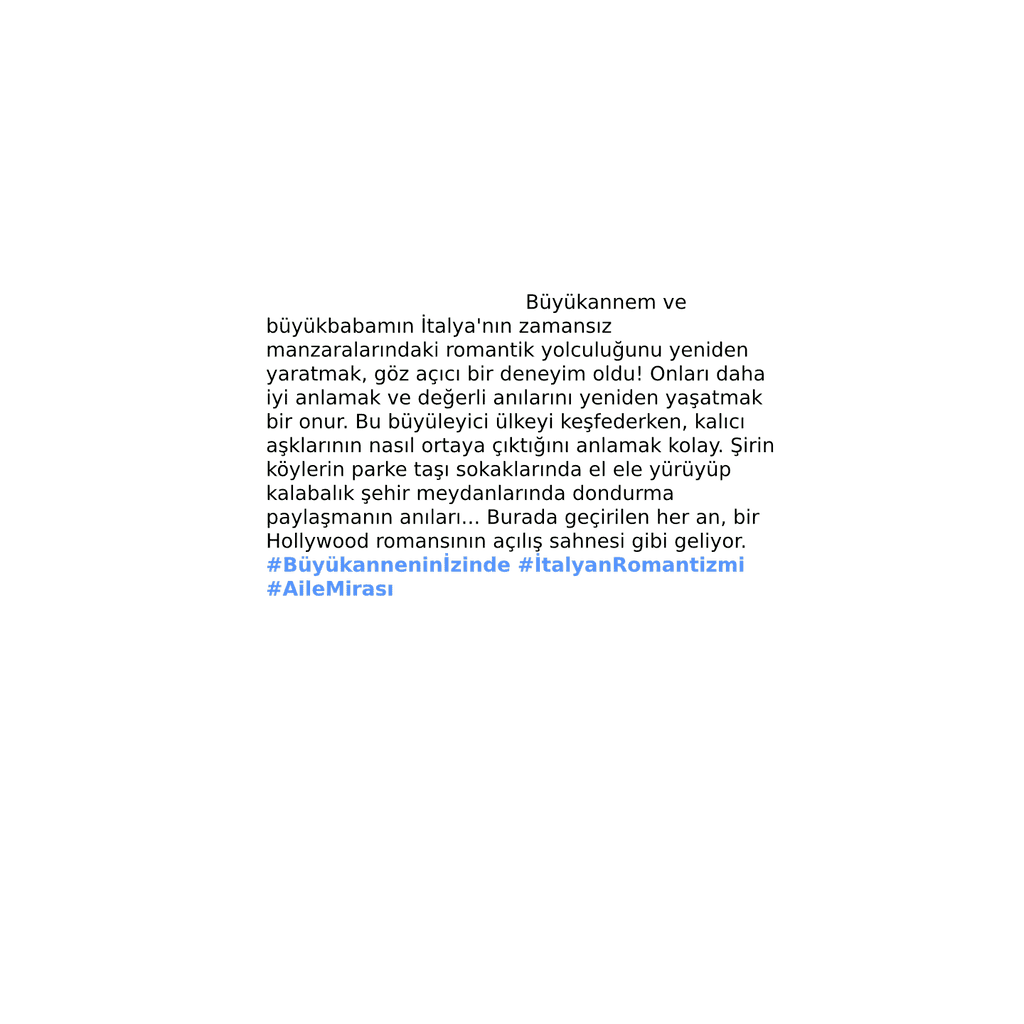 Büyükannem ve
büyükbabamın İtalya'nın zamansız
manzaralarındaki romantik yolculuğunu yeniden
yaratmak, göz açıcı bir deneyim oldu! Onları daha
iyi anlamak ve değerli anılarını yeniden yaşatmak
bir onur. Bu büyüleyici ülkeyi keşfederken, kalıcı
aşklarının nasıl ortaya çıktığını anlamak kolay. Şirin
köylerin parke taşı sokaklarında el ele yürüyüp
kalabalık şehir meydanlarında dondurma
paylaşmanın anıları... Burada geçirilen her an, bir
Hollywood romansının açılış sahnesi gibi geliyor.
#Büyükanneninİzinde #İtalyanRomantizmi
#AileMirası